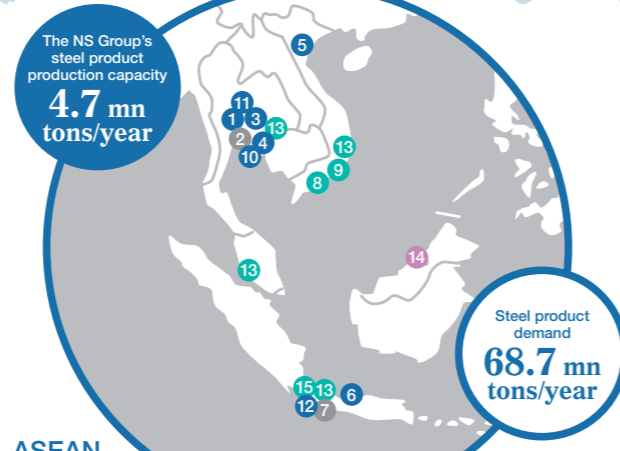 The NS Group's
steel product
production capacity
4.7 mn
tons/year
5
11
1 3 13
2 4
10
13
9
8
13
14
Steel product
demand
68.7 mn
tons/year
15 13 6
12 7
ASEAN